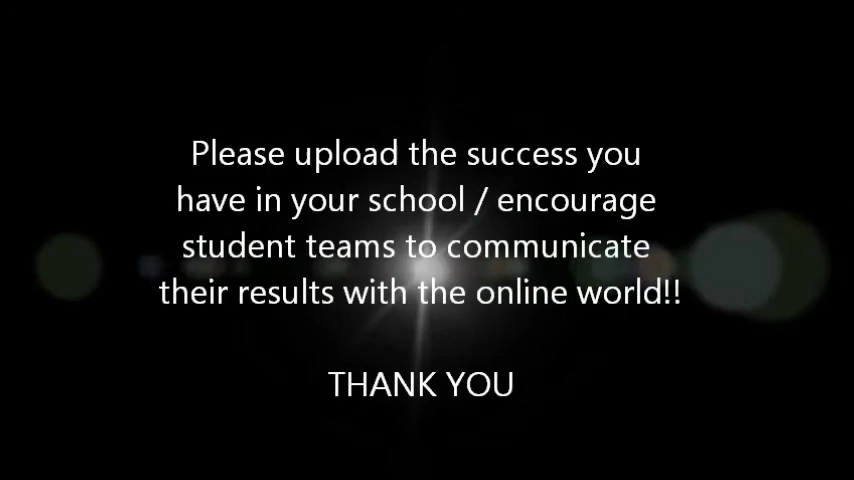 Please upload the success you
have in your school / encourage
student teams to communicate
their results with the online world!!
THANK YOU